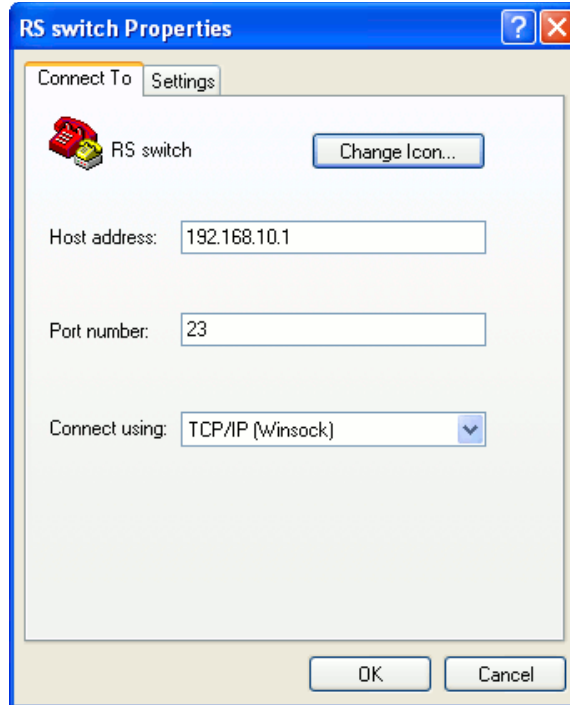 RS switch Properties
Connect To Settings
RS switch Change Icon...
Host address: 192.168.10.1
Port number: 23
Connect using: TCP/IP (Winsock)
OK Cancel